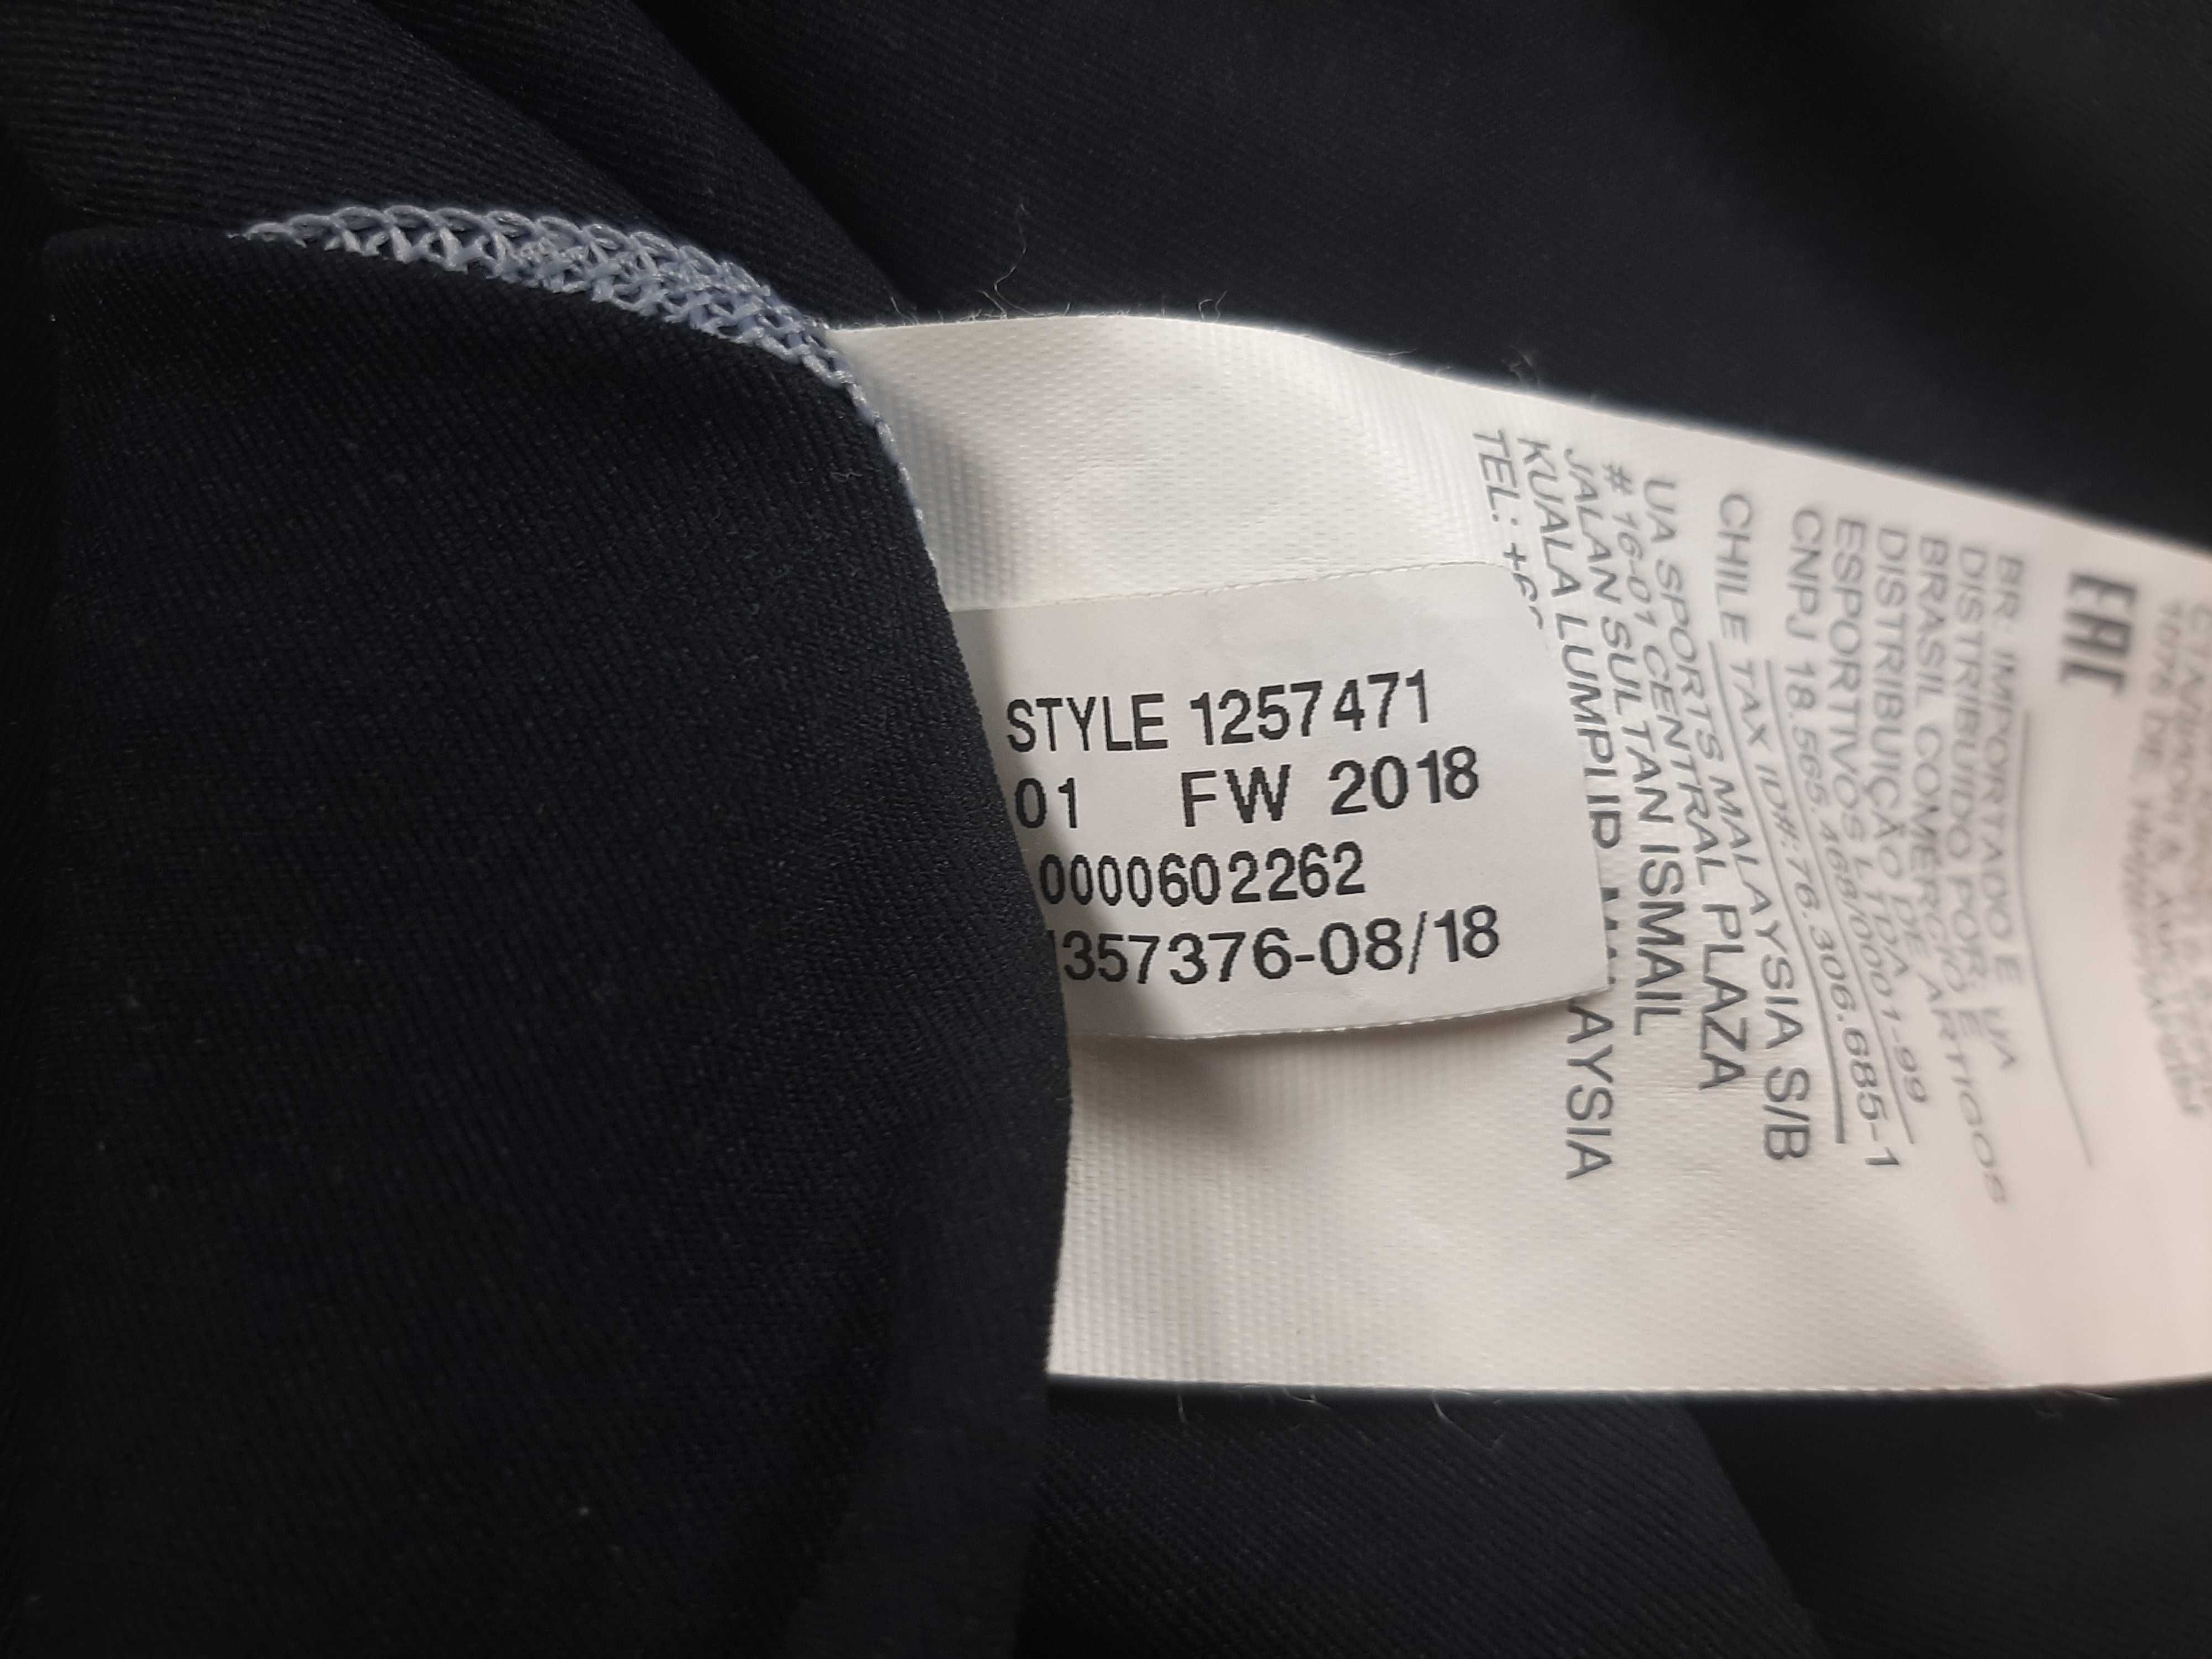 STYLE 1257471
01 FW 2018
0000602262
357376-08/18
EAC
BR: IMPORTADO E
DISTRIBUIDO POR: UA
BRASIL COMERCIO E
DISTRIBUIÇÃO DE ARTIGOS
ESPORTIVOS LTDA
CNPJ 18.565.468/0001-99
CHILE TAX ID#:76.306.685-1
UA SPORTS MALAYSIA S/B
# 16-01 CENTRAL PLAZA
JALAN SULTAN ISMAIL
KUALA LUMPUR AYSIA
TEL.: